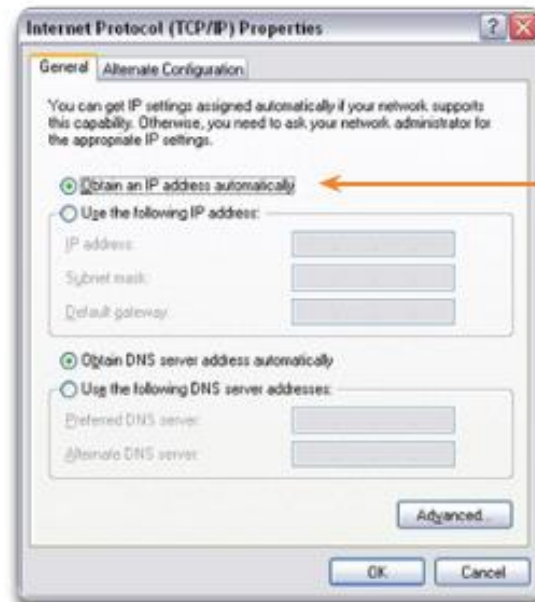 Internet Protocol (TCP/IP) Properties
General
Alternate Configuration
You can get IP settings assigned automatically if your network supports
this capability. Otherwise, you need to ask your network administrator for
the appropriate IP settings.
Obtain an IP address automatically
Use the following IP address:
IP address:
Subnet mask:
Default gateway:
Obtain DNS server address automatically
Use the following DNS server addresses:
Preferred DNS server:
Alternate DNS server:
Advanced...
OK
Cancel